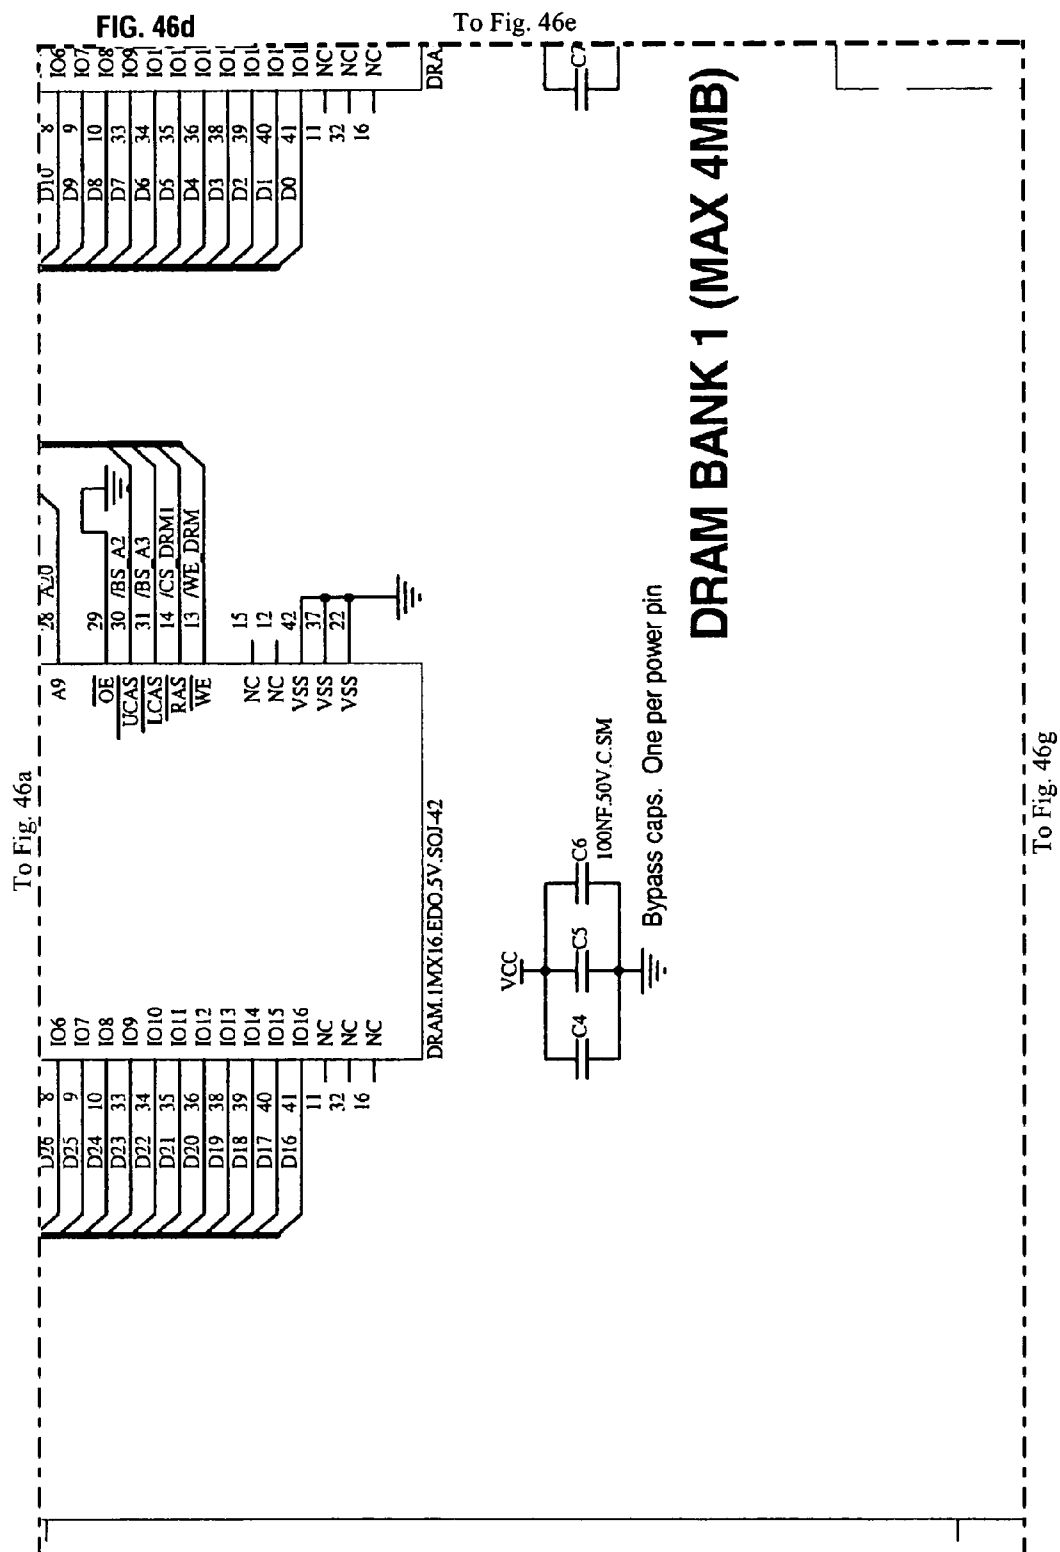 FIG. 46d
To Fig. 46e
To Fig. 46a
To Fig. 46g
IO6
IO7
IO8
IO9
IO1
IO1
IO1
IO1
IO1
IO1
IO1
NC
NC
NC
DRA
D10 8
D9 9
D8 10
D7 33
D6 34
D5 35
D4 36
D3 38
D2 39
D1 40
D0 41
11
32
16
C7
28 A20
29
30 /BS_A2
31 /BS_A3
14 /CS_DRM1
13 /WE_DRM
15
12
42
37
22
A9
OE
UCAS
LCAS
RAS
WE
NC
NC
VSS
VSS
VSS
IO6
IO7
IO8
IO9
IO10
IO11
IO12
IO13
IO14
IO15
IO16
NC
NC
NC
DRAM.1MX16.EDO.5V.SOJ-42
D26 8
D25 9
D24 10
D23 33
D22 34
D21 35
D20 36
D19 38
D18 39
D17 40
D16 41
11
32
16
VCC
C4
C5
C6
100NF.50V.C.SM
Bypass caps. One per power pin
DRAM BANK 1 (MAX 4MB)